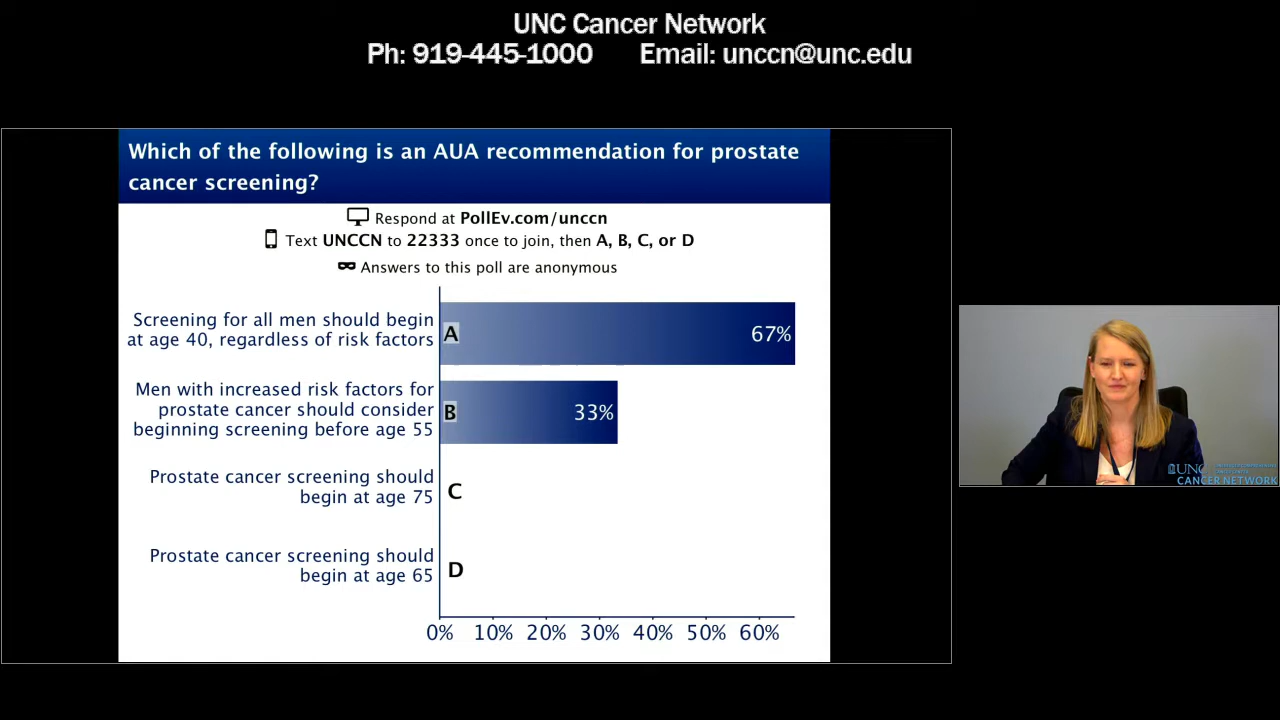 UNC Cancer Network
Ph: 919-445-1000 Email: unccn@unc.edu
Which of the following is an AUA recommendation for prostate
cancer screening?
Respond at PollEv.com/unccn
Text UNCCN to 22333 once to join, then A, B, C, or D
Answers to this poll are anonymous
Screening for all men should begin
at age 40, regardless of risk factors
A
67%
Men with increased risk factors for
prostate cancer should consider
beginning screening before age 55
B
33%
Prostate cancer screening should
begin at age 75
C
Prostate cancer screening should
begin at age 65
D
0% 10% 20% 30% 40% 50% 60%
UNC
CANCER NETWORK